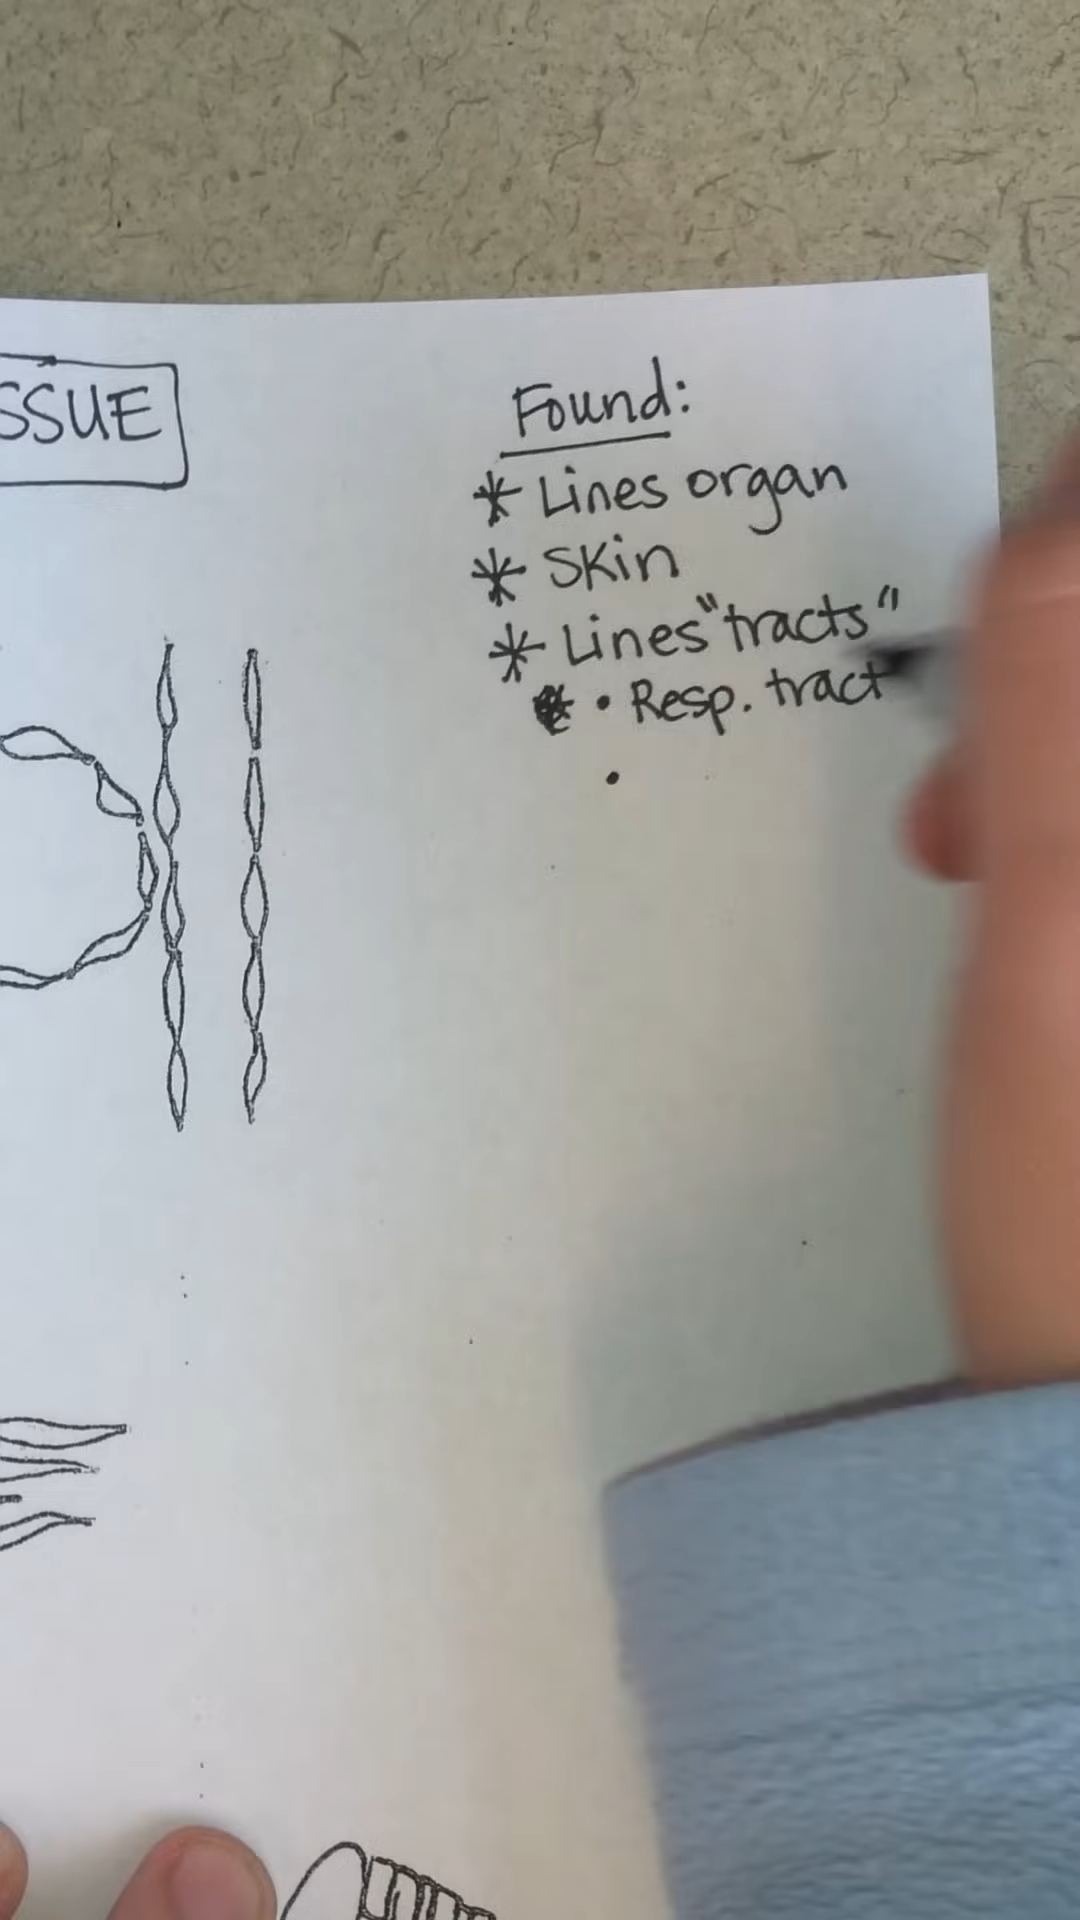 SSUE
Found:
* Lines organ
* Skin
* Lines "tracts"
• Resp. tract
•